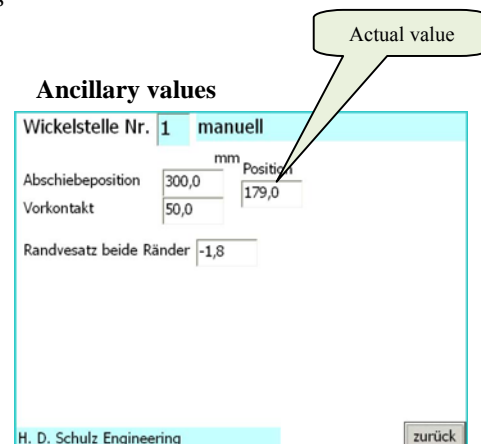 s
Actual value
Ancillary values
Wickelstelle Nr. 1 manuell
mm Position
Abschiebeposition 300,0 179,0
Vorkontakt 50,0
Randvesatz beide Ränder -1,8
H. D. Schulz Engineering zurück